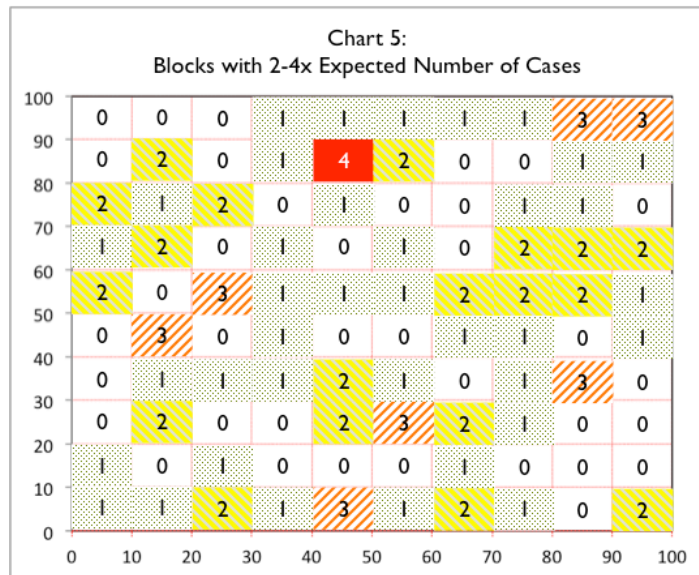 Chart 5:
Blocks with 2-4x Expected Number of Cases
100
0 0 0 1 1 1 1 1 3 3
90
0 2 0 1 4 2 0 0 1 1
80
2 1 2 0 1 0 0 1 1 0
70
1 2 0 1 0 1 0 2 2 2
60
2 0 3 1 1 1 2 2 2 1
50
0 3 0 1 0 0 1 1 0 1
40
0 1 1 1 2 1 0 1 3 0
30
0 2 0 0 2 3 2 1 0 0
20
1 0 1 0 0 0 1 0 0 0
10
1 1 2 1 3 1 2 1 0 2
0
0 10 20 30 40 50 60 70 80 90 100